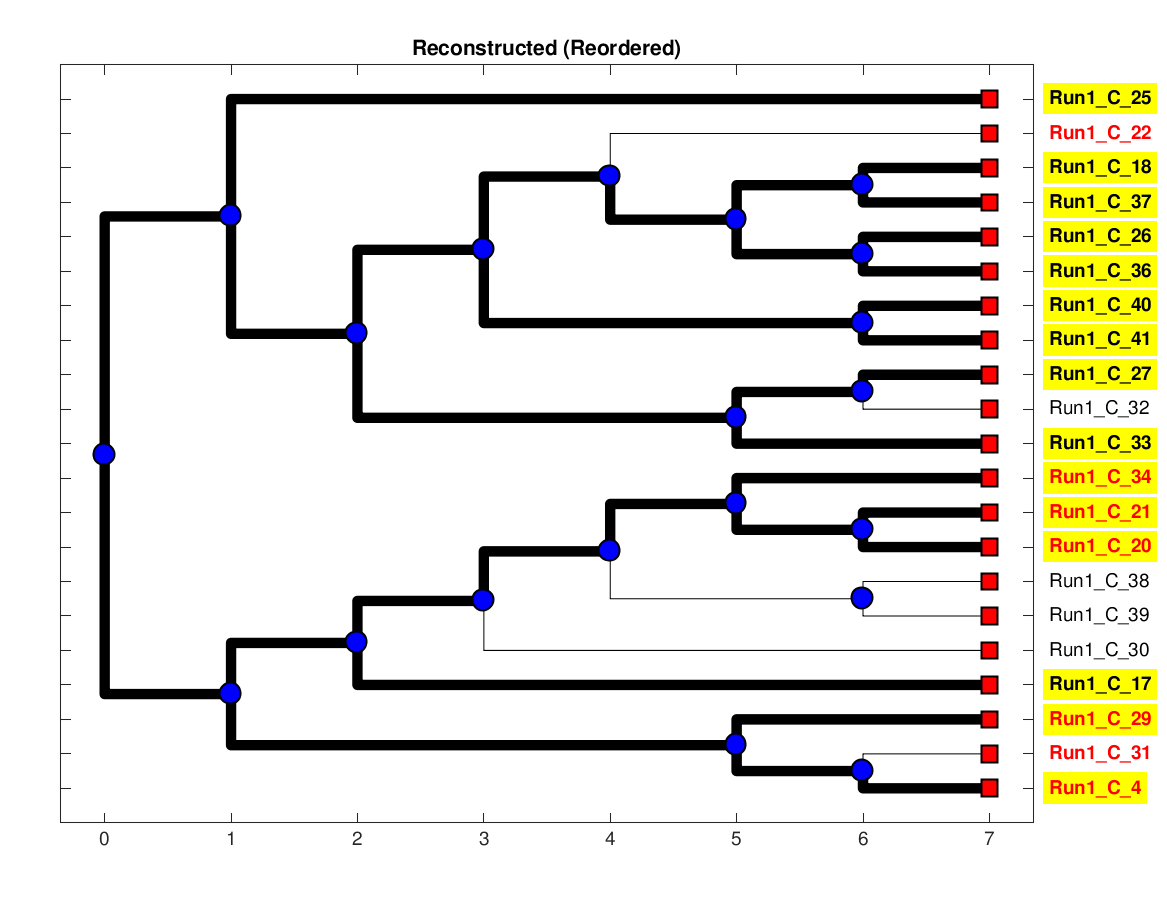 Reconstructed (Reordered)
Run1_C_25
Run1_C_22
Run1_C_18
Run1_C_37
Run1_C_26
Run1_C_36
Run1_C_40
Run1_C_41
Run1_C_27
Run1_C_32
Run1_C_33
Run1_C_34
Run1_C_21
Run1_C_20
Run1_C_38
Run1_C_39
Run1_C_30
Run1_C_17
Run1_C_29
Run1_C_31
Run1_C_4
0 1 2 3 4 5 6 7